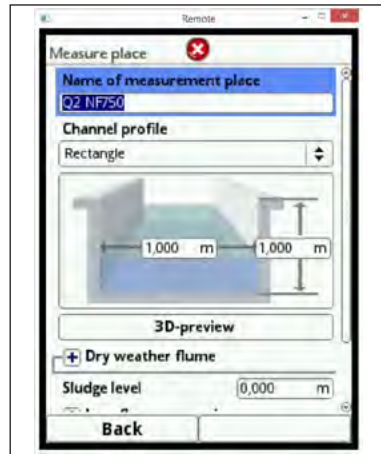 Remote
Measure place
Name of measurement place
Q2 NF750
Channel profile
Rectangle
1,000 m 1,000 m
3D-preview
Dry weather flume
Sludge level 0,000 m
Back